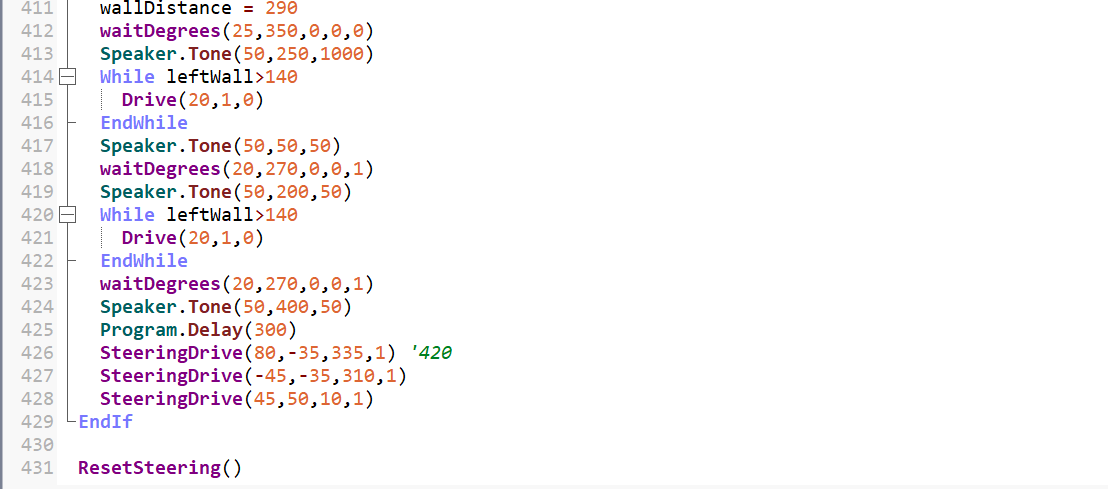 411 wallDistance = 290
412 waitDegrees(25,350,0,0,0)
413 Speaker.Tone(50,250,1000)
414 While leftWall>140
415 Drive(20,1,0)
416 EndWhile
417 Speaker.Tone(50,50,50)
418 waitDegrees(20,270,0,0,1)
419 Speaker.Tone(50,200,50)
420 While leftWall>140
421 Drive(20,1,0)
422 EndWhile
423 waitDegrees(20,270,0,0,1)
424 Speaker.Tone(50,400,50)
425 Program.Delay(300)
426 SteeringDrive(80,-35,335,1) '420
427 SteeringDrive(-45,-35,310,1)
428 SteeringDrive(45,50,10,1)
429 EndIf
430
431 ResetSteering()